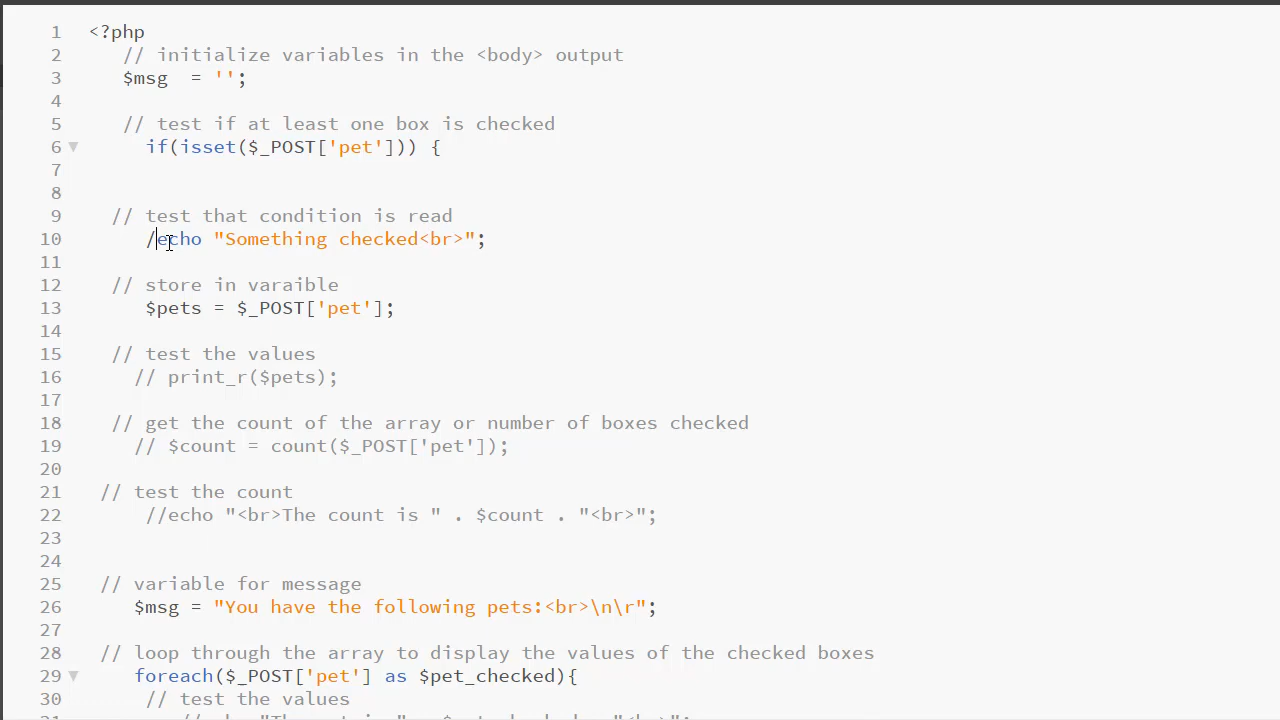 1 <?php
2 // initialize variables in the <body> output
3 $msg  = '';
4
5 // test if at least one box is checked
6 if(isset($_POST['pet'])) {
7
8
9 // test that condition is read
10 /echo "Something checked<br>";
11
12 // store in varaible
13 $pets = $_POST['pet'];
14
15 // test the values
16 // print_r($pets);
17
18 // get the count of the array or number of boxes checked
19 // $count = count($_POST['pet']);
20
21 // test the count
22 //echo "<br>The count is " . $count . "<br>";
23
24
25 // variable for message
26 $msg = "You have the following pets:<br>\n\r";
27
28 // loop through the array to display the values of the checked boxes
29 foreach($_POST['pet'] as $pet_checked){
30 // test the values
31